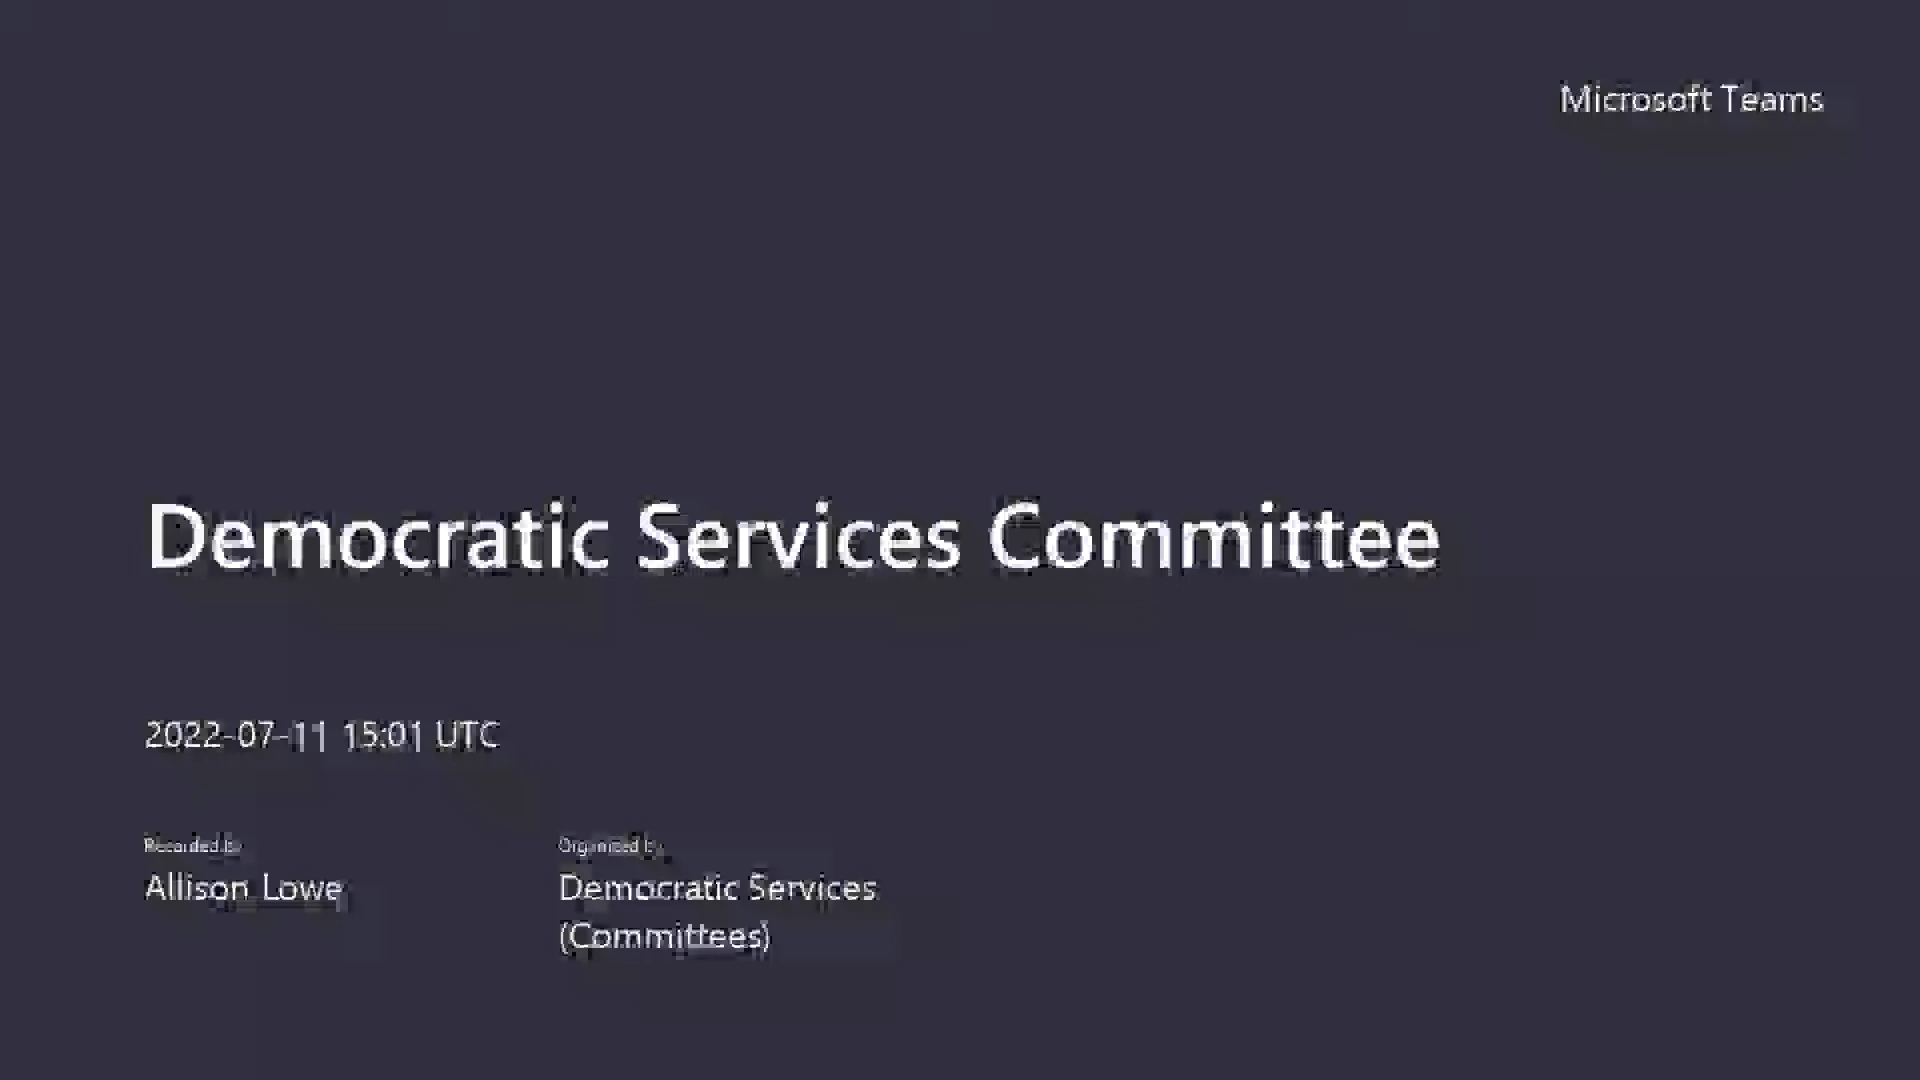 Microsoft Teams
Democratic Services Committee
2022-07-11 15:01 UTC
Recorded by
Organized by
Allison Lowe
Democratic Services
(Committees)